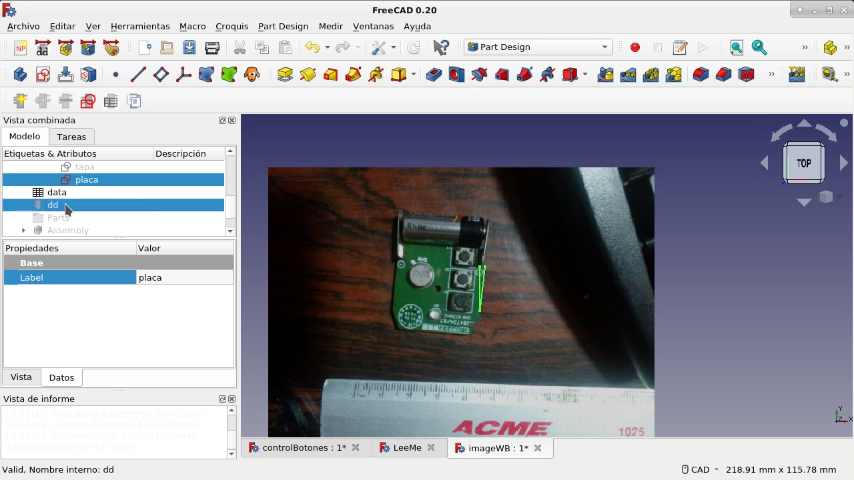 FreeCAD 0.20
Archivo Editar Ver Herramientas Macro Croquis Part Design Medir Ventanas Ayuda
Part Design
Vista combinada
Modelo Tareas
Etiquetas & Atributos Descripción
tapa
placa
data
dd
Parts
Assembly
Propiedades Valor
Base
Label placa
Vista Datos
Vista de informe
TOP
ACME
1025
controlBotones : 1*
LeeMe
imageWB : 1*
Valid, Nombre interno: dd
CAD
218.91 mm x 115.78 mm